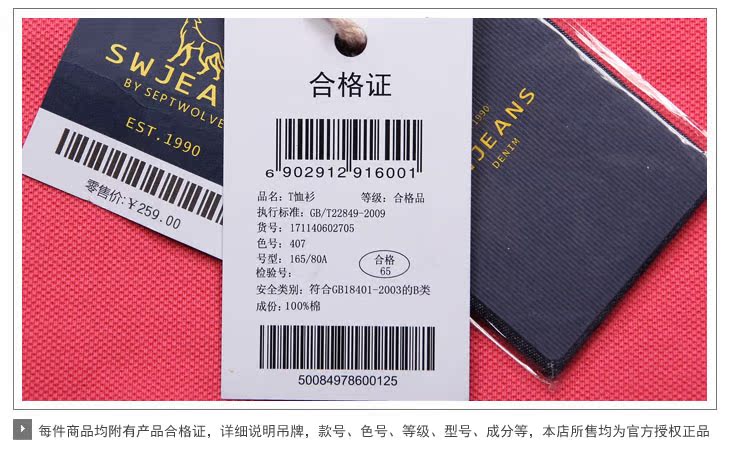 SWJEANS
BY SEPTWOLVES
EST.1990
零售价:￥259.00
合格证
6 902912 916001
品名: T恤衫 等级: 合格品
执行标准: GB/T22849-2009
货号: 171140602705
色号: 407
号型: 165/80A
检验号:
合格
65
安全类别: 符合GB18401-2003的B类
成份: 100%棉
50084978600125
1990
JEANS
DENIM
每件商品均附有产品合格证，详细说明吊牌，款号、色号、等级、型号、成分等，本店所售均为官方授权正品